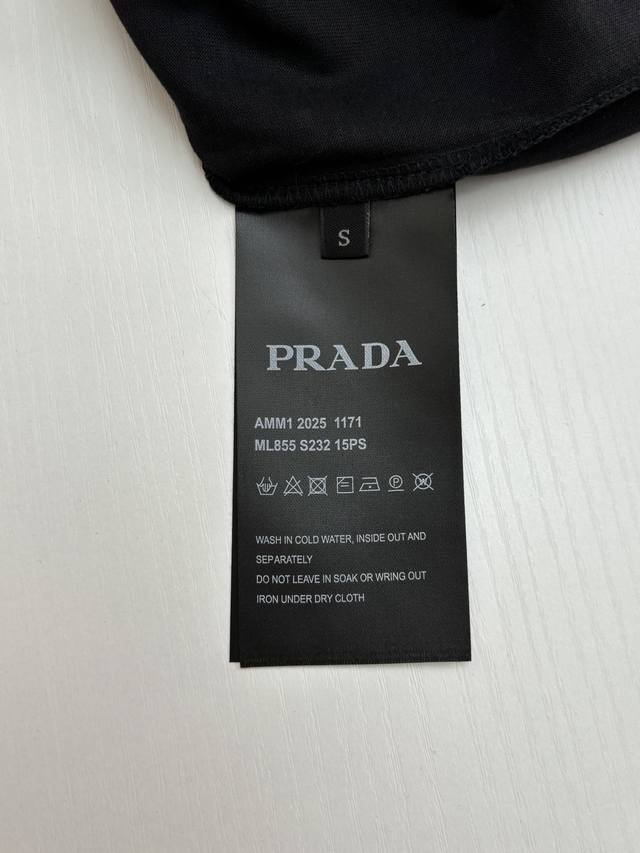 S
PRADA
AMM1 2025 1171
ML855 S232 15PS
P W
WASH IN COLD WATER, INSIDE OUT AND
SEPARATELY
DO NOT LEAVE IN SOAK OR WRING OUT
IRON UNDER DRY CLOTH